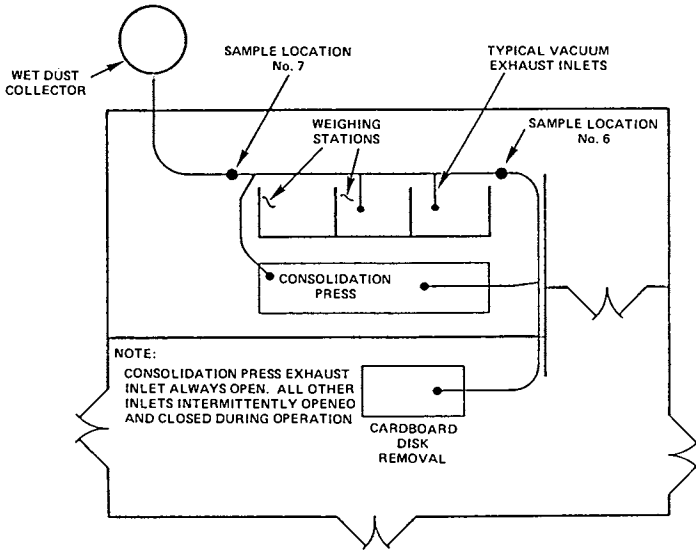 SAMPLE LOCATION
No. 7
TYPICAL VACUUM
EXHAUST INLETS
WET DUST
COLLECTOR
WEIGHING
STATIONS
SAMPLE LOCATION
No. 6
CONSOLIDATION
PRESS
NOTE:
CONSOLIDATION PRESS EXHAUST
INLET ALWAYS OPEN. ALL OTHER
INLETS INTERMITTENTLY OPENEO
AND CLOSED DURING OPERATION
CARDBOARD
DISK
REMOVAL